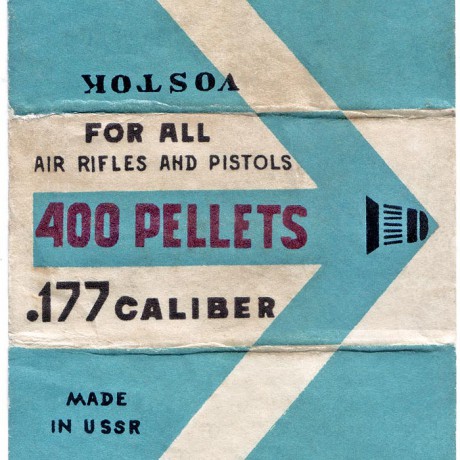 VOSTOK
FOR ALL
AIR RIFLES AND PISTOLS
400 PELLETS
.177 CALIBER
MADE
IN USSR